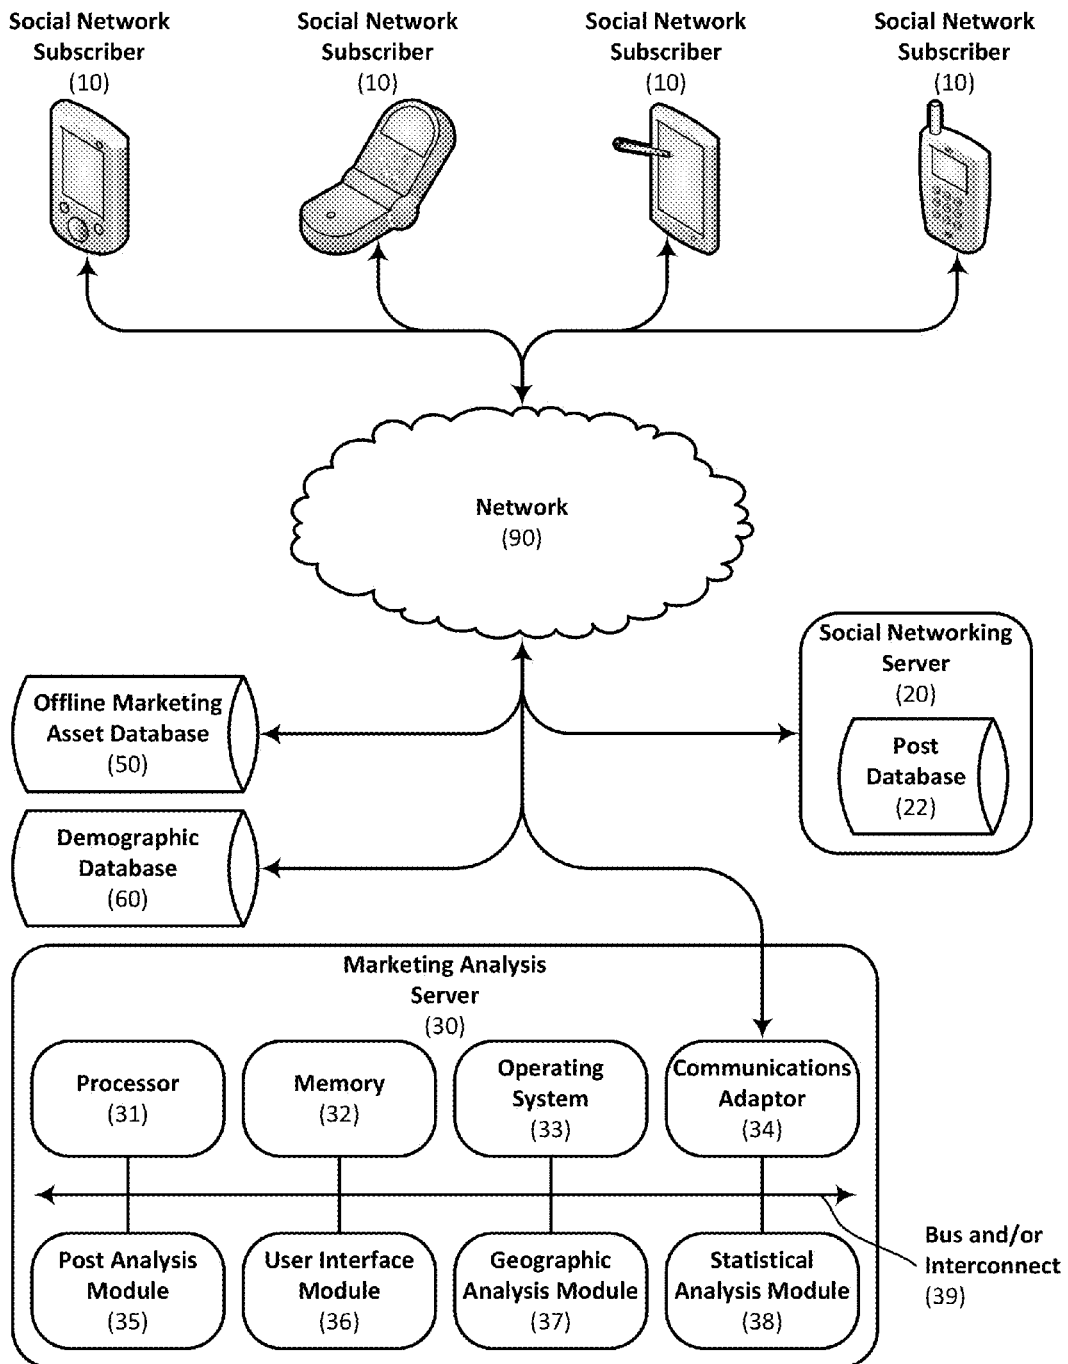 Social Network
Subscriber
(10)
Social Network
Subscriber
(10)
Social Network
Subscriber
(10)
Social Network
Subscriber
(10)
Network
(90)
Social Networking
Server
(20)
Post
Database
(22)
Offline Marketing
Asset Database
(50)
Demographic
Database
(60)
Marketing Analysis
Server
(30)
Processor
(31)
Memory
(32)
Operating
System
(33)
Communications
Adaptor
(34)
Post Analysis
Module
(35)
User Interface
Module
(36)
Geographic
Analysis Module
(37)
Statistical
Analysis Module
(38)
Bus and/or
Interconnect
(39)